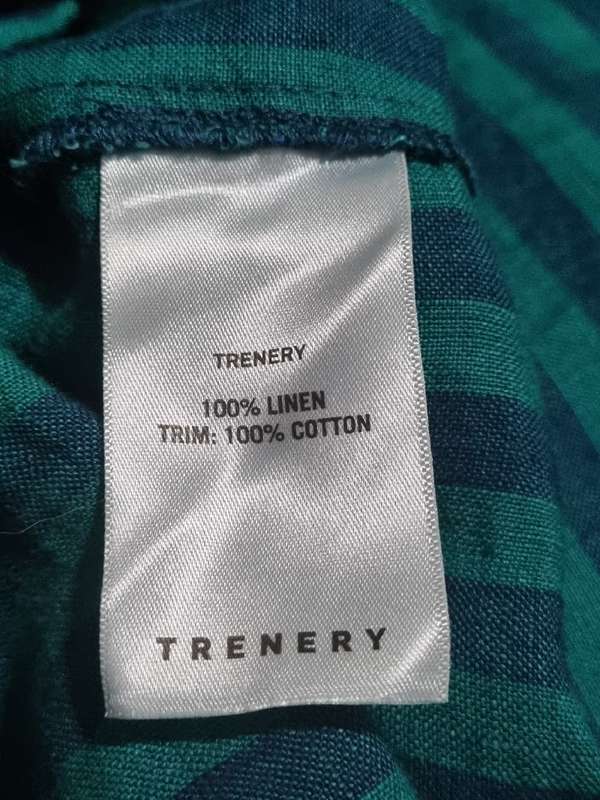 TRENERY
100% LINEN
TRIM: 100% COTTON
TRENERY